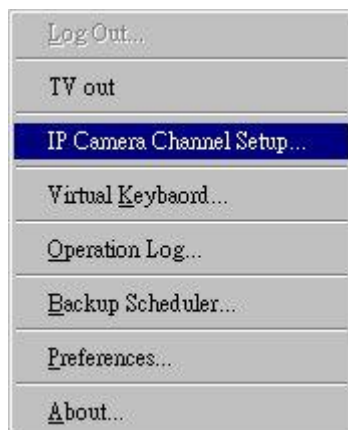 Log Out...
TV out
IP Camera Channel Setup...
Virtual Keybaord...
Operation Log...
Backup Scheduler...
Preferences...
About...